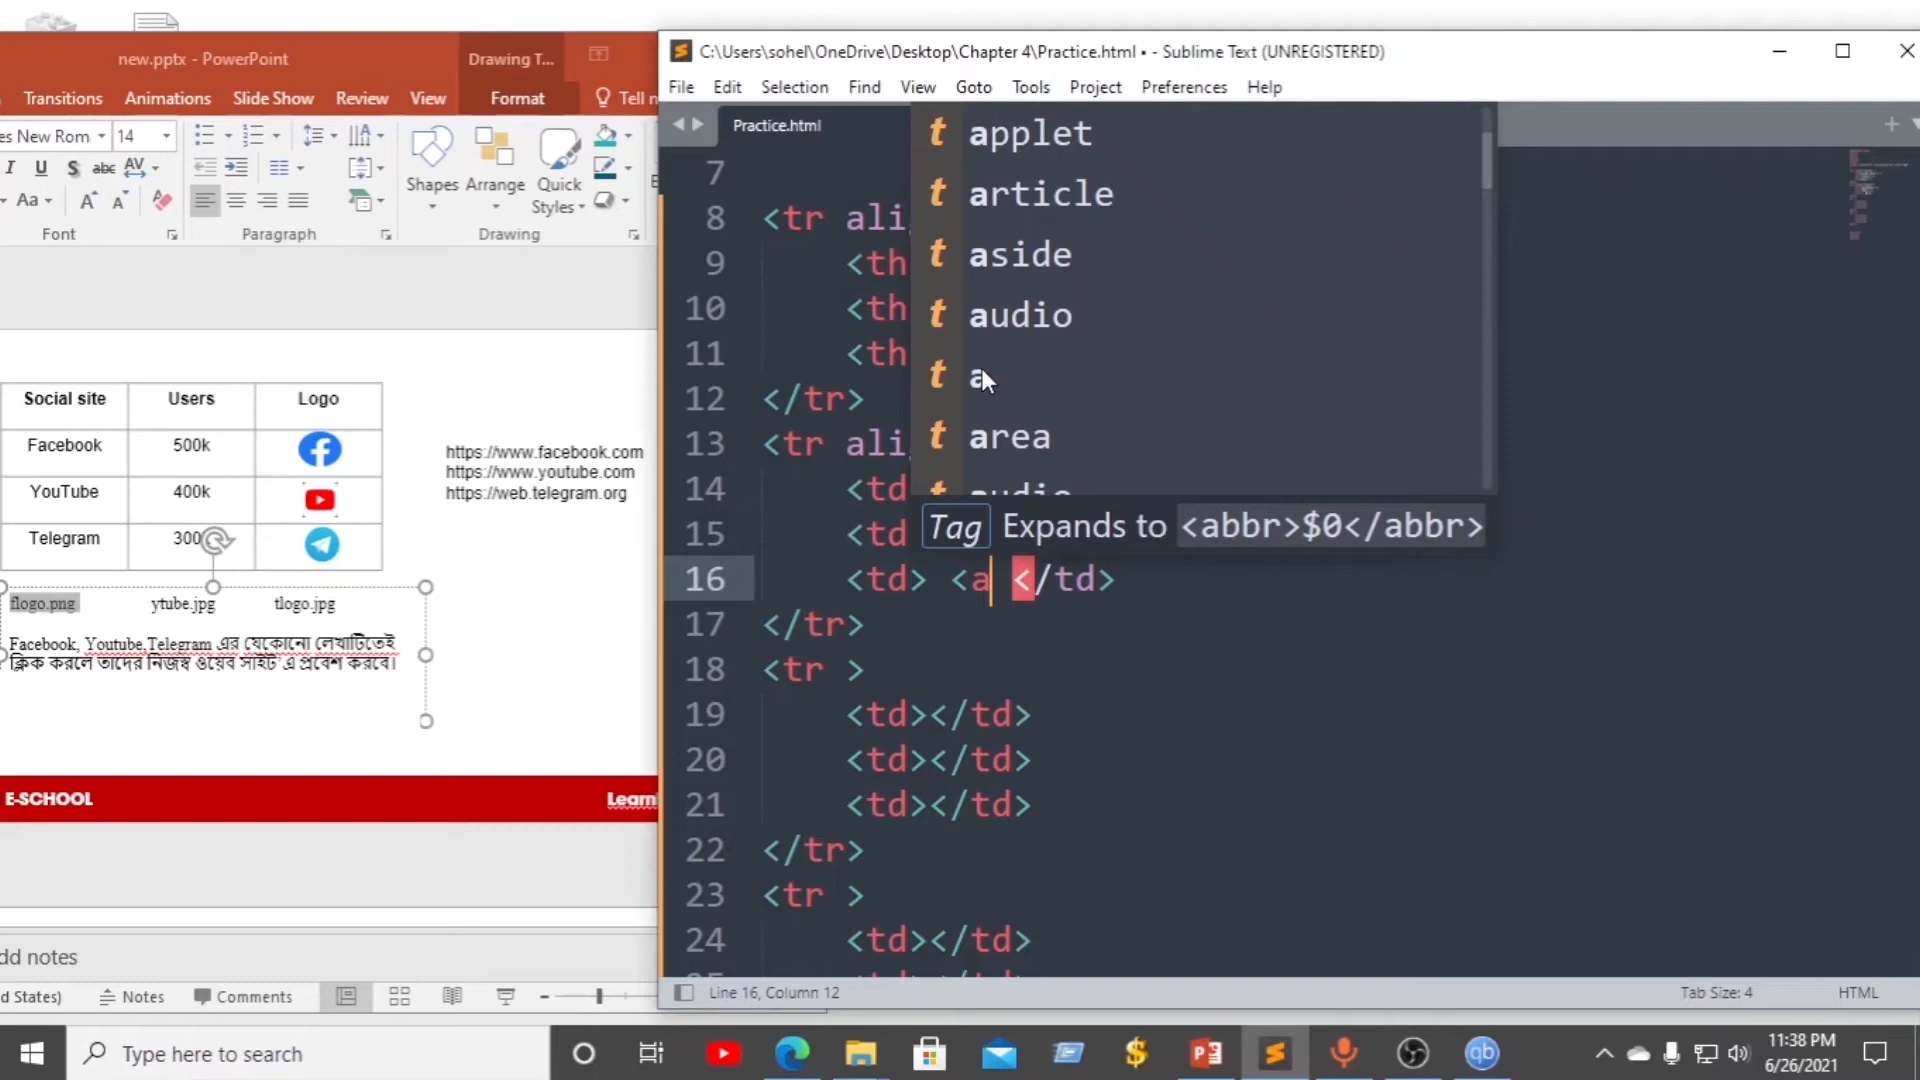 new.pptx - PowerPoint
Drawing T...
Transitions Animations Slide Show Review View Format
es New Rom 14
Font
Paragraph
Shapes Arrange Quick Styles
Drawing
Social site Users Logo
Facebook 500k
YouTube 400k
Telegram 300
https://www.facebook.com
https://www.youtube.com
https://web.telegram.org
flogo.png ytube.jpg tlogo.jpg
Facebook, Youtube,Telegram এর যেকোনো লেখাটিতেই
ক্লিক করলে তাদের নিজস্ব ওয়েব সাইট এ প্রবেশ করবে।
E-SCHOOL
Learni
dd notes
d States) Notes Comments
C:\Users\sohel\OneDrive\Desktop\Chapter 4\Practice.html • - Sublime Text (UNREGISTERED)
File Edit Selection Find View Goto Tools Project Preferences Help
Practice.html
t applet
t article
t aside
t audio
t a
t area
t audio
Tag Expands to <abbr>$0</abbr>
7
8 <tr ali
9 <th
10 <th
11 <th
12 </tr>
13 <tr ali
14 <td
15 <td
16 <td> <a </td>
17 </tr>
18 <tr >
19 <td></td>
20 <td></td>
21 <td></td>
22 </tr>
23 <tr >
24 <td></td>
Line 16, Column 12
Tab Size: 4
HTML
Type here to search
11:38 PM
6/26/2021